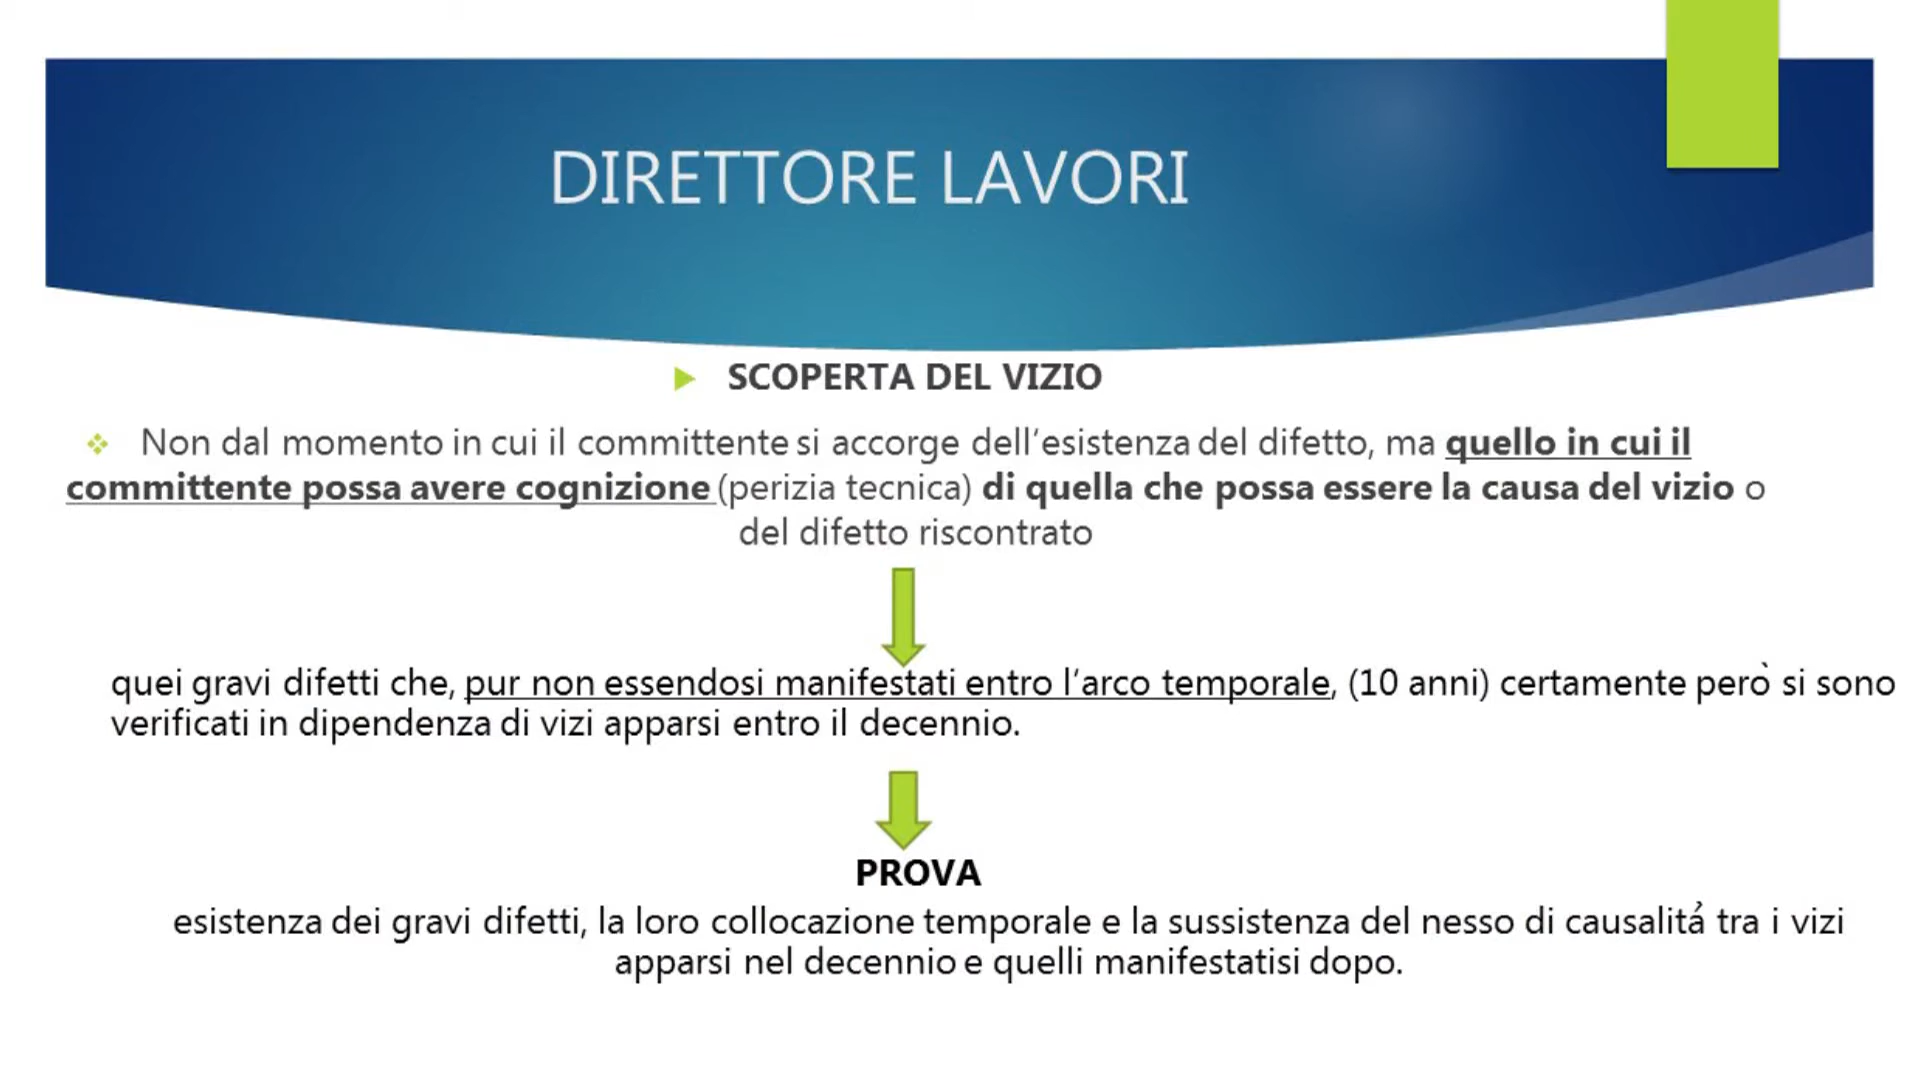 DIRETTORE LAVORI
SCOPERTA DEL VIZIO
Non dal momento in cui il committente si accorge dell’esistenza del difetto, ma quello in cui il
committente possa avere cognizione (perizia tecnica) di quella che possa essere la causa del vizio o
del difetto riscontrato
quei gravi difetti che, pur non essendosi manifestati entro l’arco temporale, (10 anni) certamente però si sono
verificati in dipendenza di vizi apparsi entro il decennio.
PROVA
esistenza dei gravi difetti, la loro collocazione temporale e la sussistenza del nesso di causalitá tra i vizi
apparsi nel decennio e quelli manifestatisi dopo.